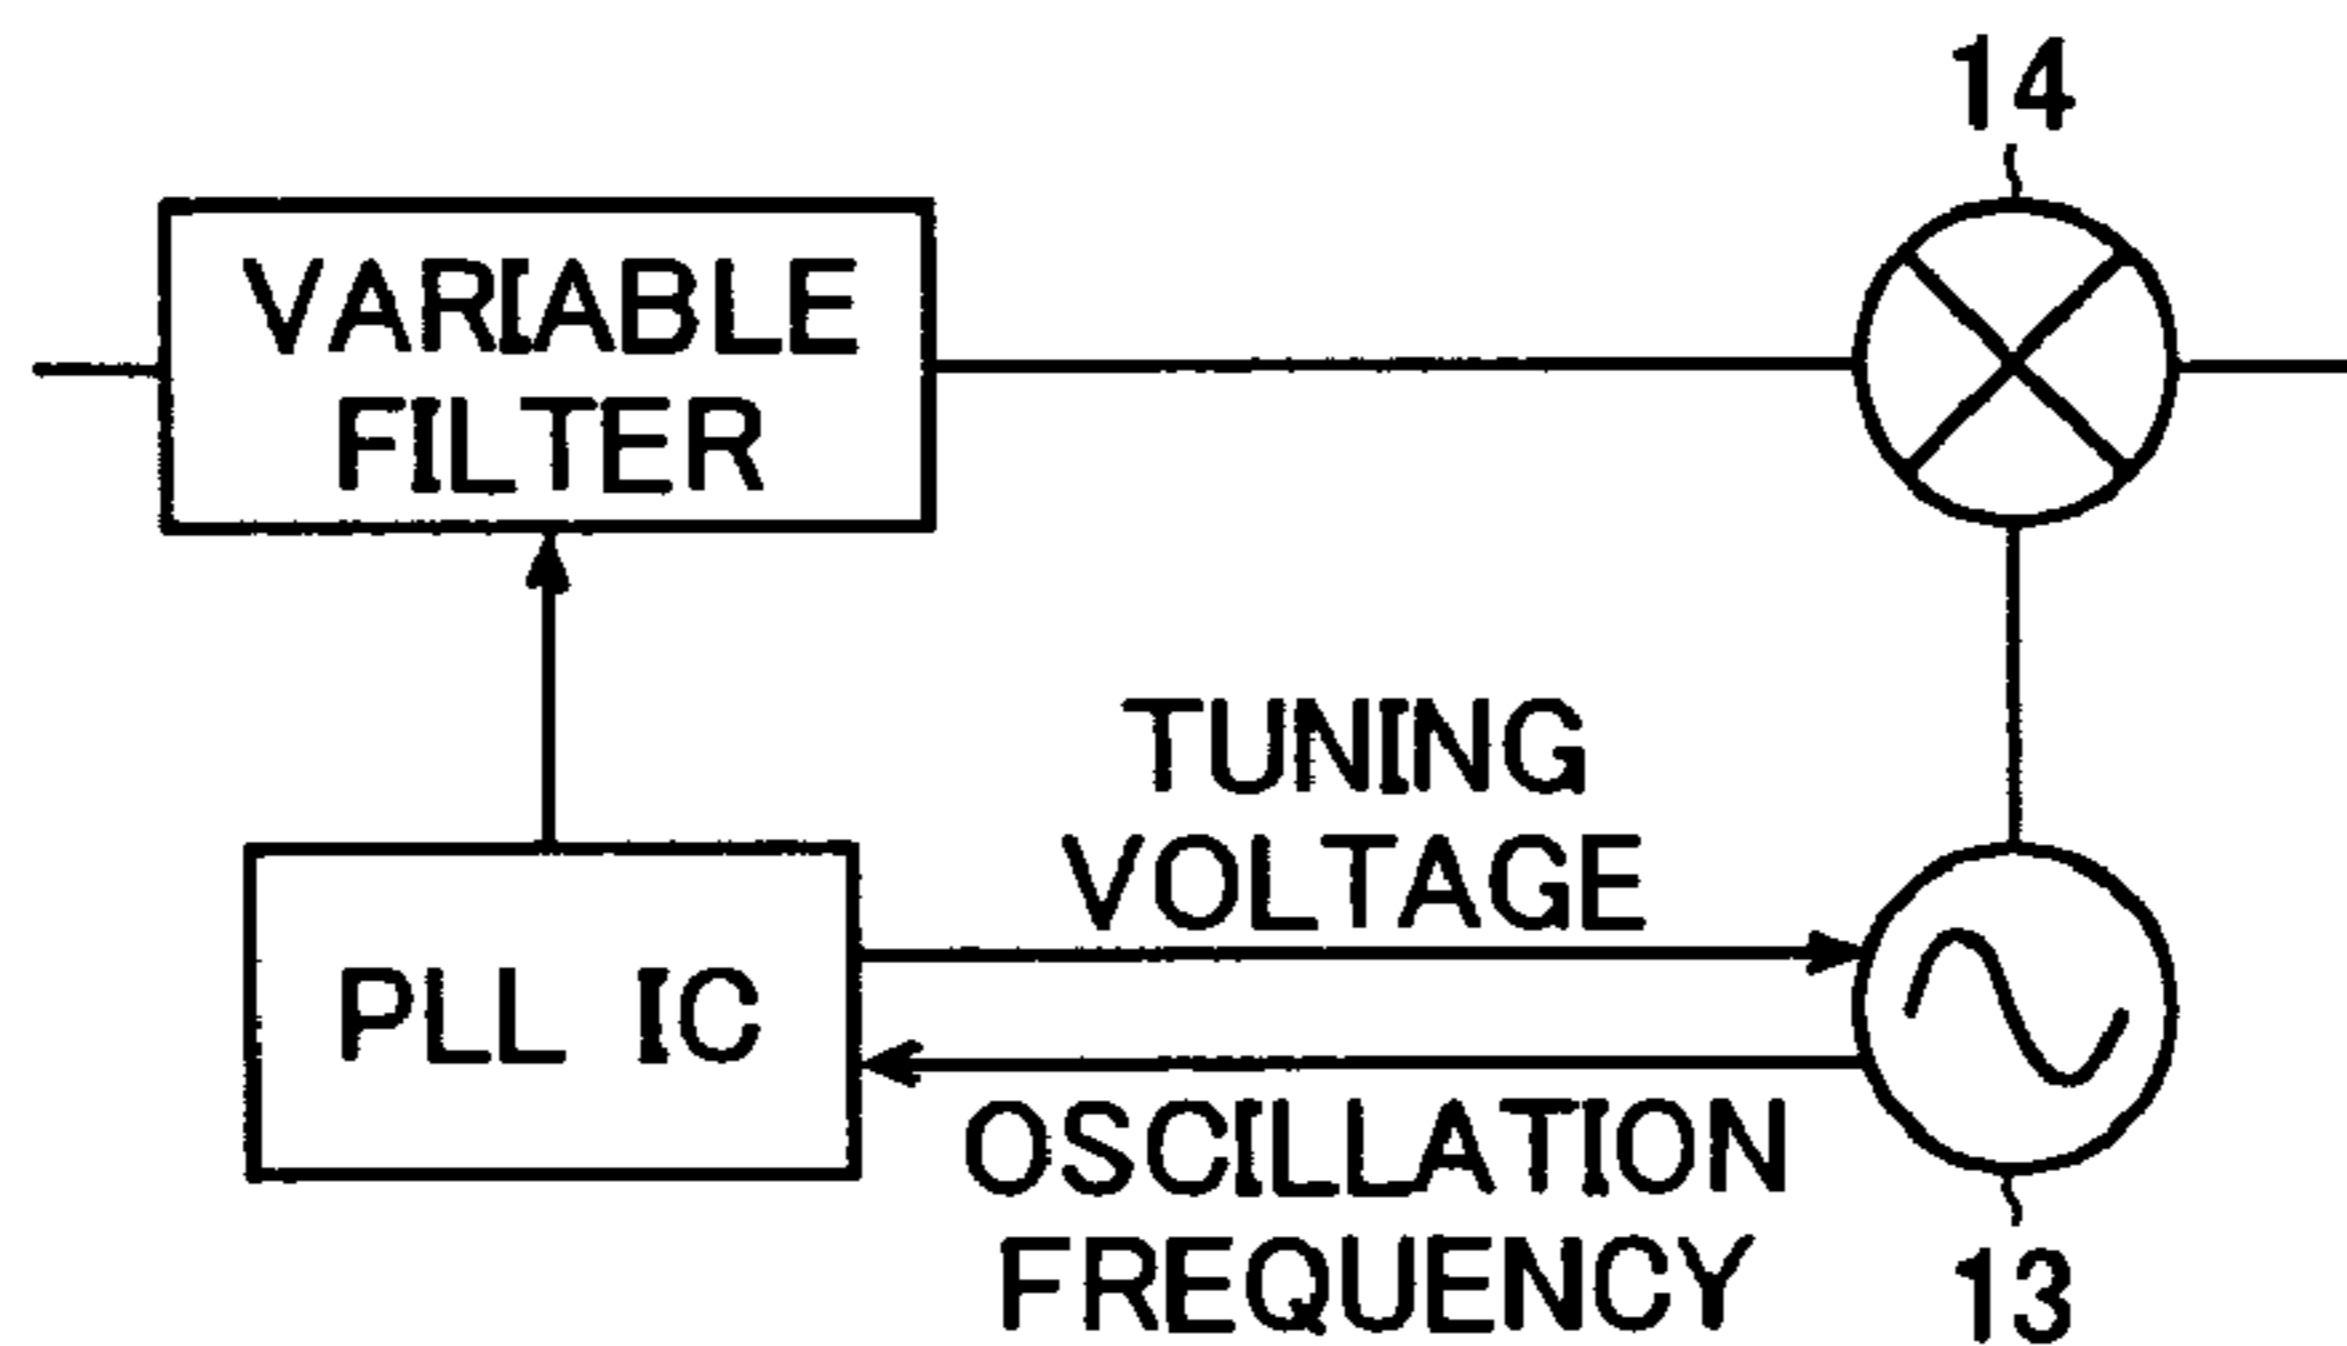 14
VARIABLE
FILTER
TUNING
VOLTAGE
PLL IC
OSCILLATION
FREQUENCY
13